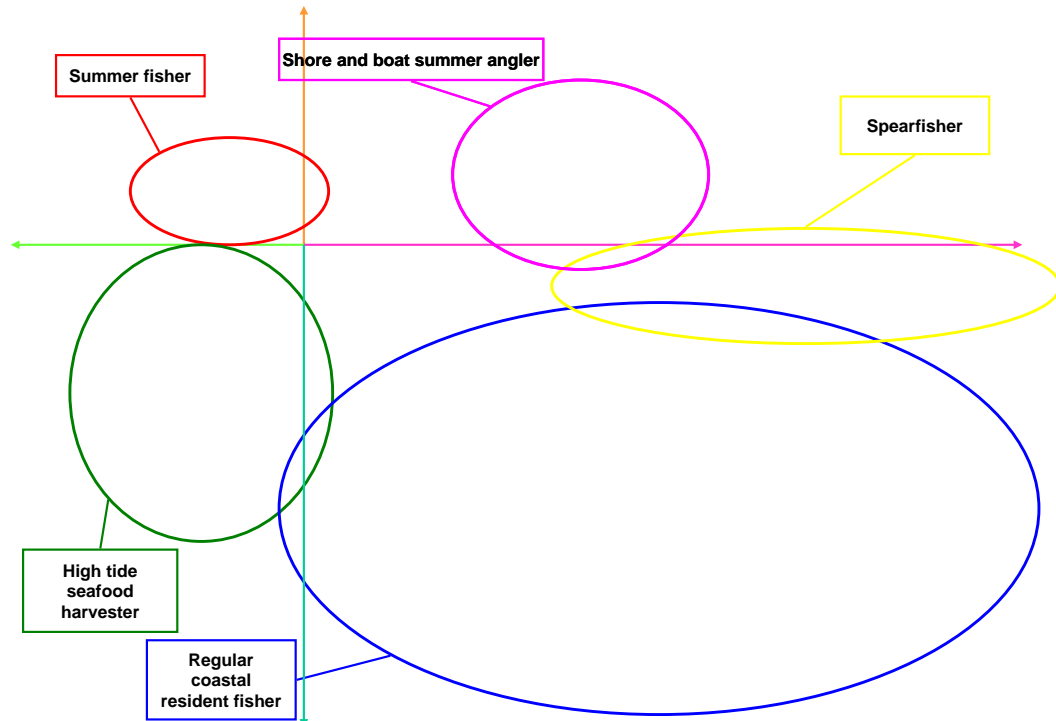 Shore and boat summer angler
Summer fisher
Spearfisher
High tide
seafood
harvester
Regular
coastal
resident fisher